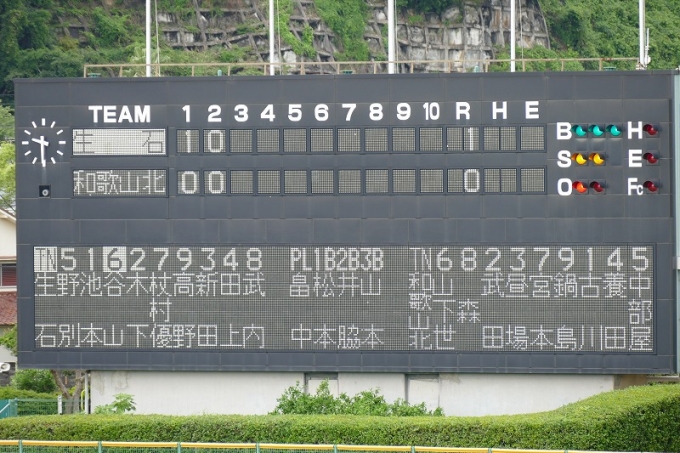 TEAM 1 2 3 4 5 6 7 8 9 10 R H E
生石 1 0 1
和歌山北 0 0 0
B H
S E
O Fc
TN 5 1 6 2 7 9 3 4 8 PL 1B 2B 3B TN 6 8 2 3 7 9 1 4 5
生石
野別
池本
谷山
木下
杖村優
高野
新田
田上
武内
畠中
松本
井脇
山本
和歌山北
山下世
森
武田
昼場
宮本
鍋島
古川
養田
中部屋